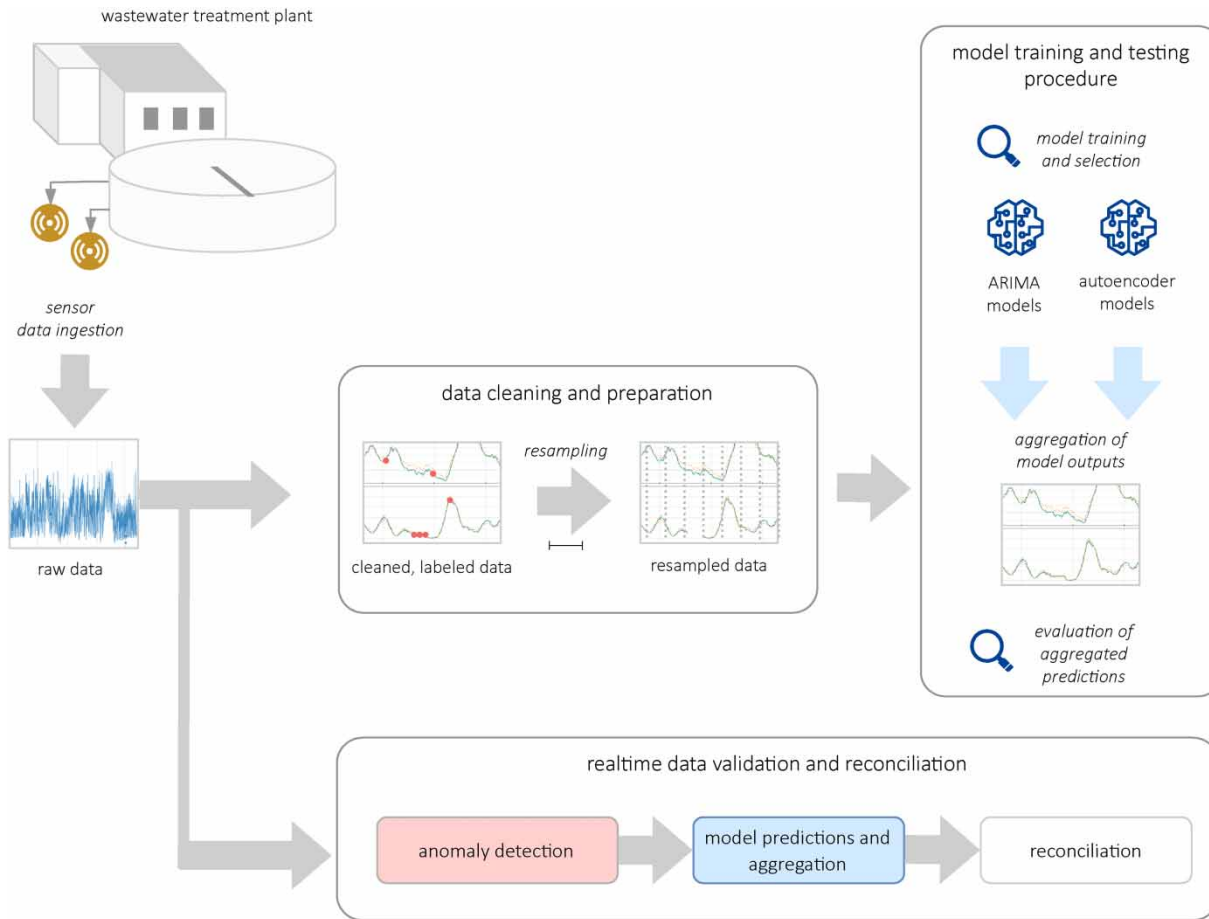 wastewater treatment plant
sensor
data ingestion
raw data
data cleaning and preparation
resampling
cleaned, labeled data
resampled data
model training and testing
procedure
model training
and selection
ARIMA
models
autoencoder
models
aggregation of
model outputs
evaluation of
aggregated
predictions
realtime data validation and reconciliation
anomaly detection
model predictions and
aggregation
reconciliation